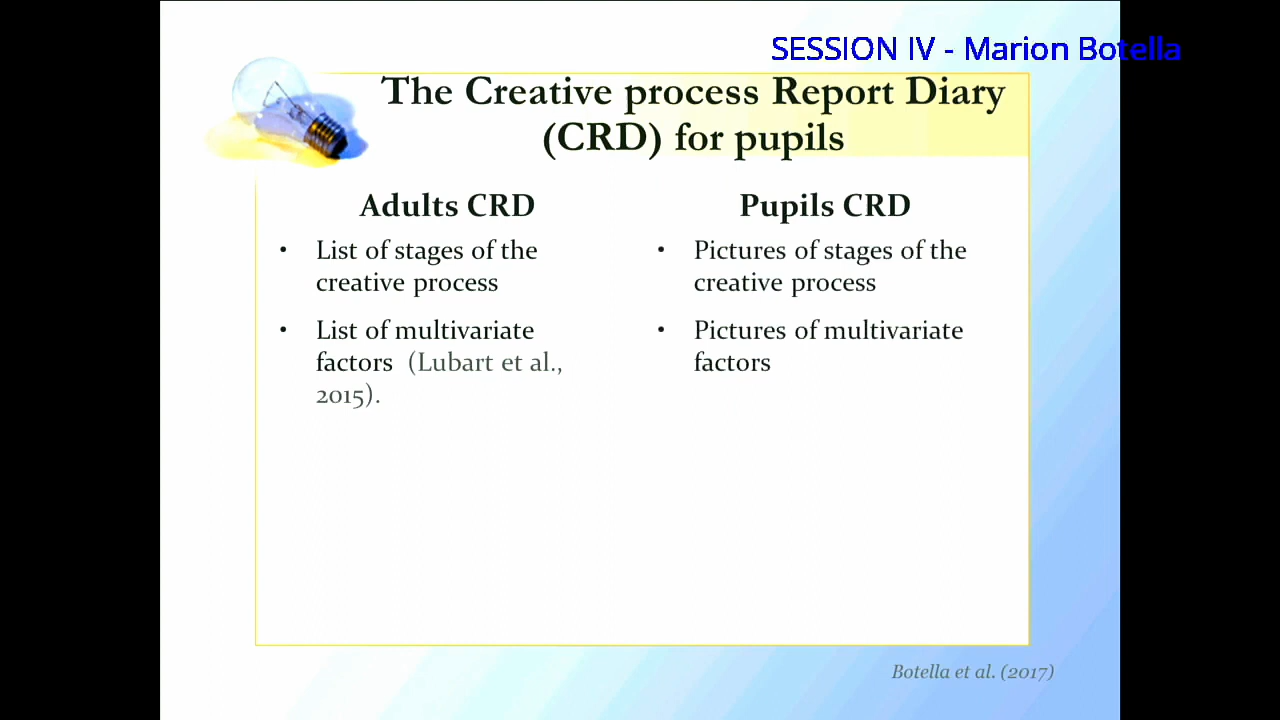 SESSION IV - Marion Botella
The Creative process Report Diary
(CRD) for pupils
Adults CRD
• List of stages of the
creative process
• List of multivariate
factors (Lubart et al.,
2015).
Pupils CRD
• Pictures of stages of the
creative process
• Pictures of multivariate
factors
Botella et al. (2017)